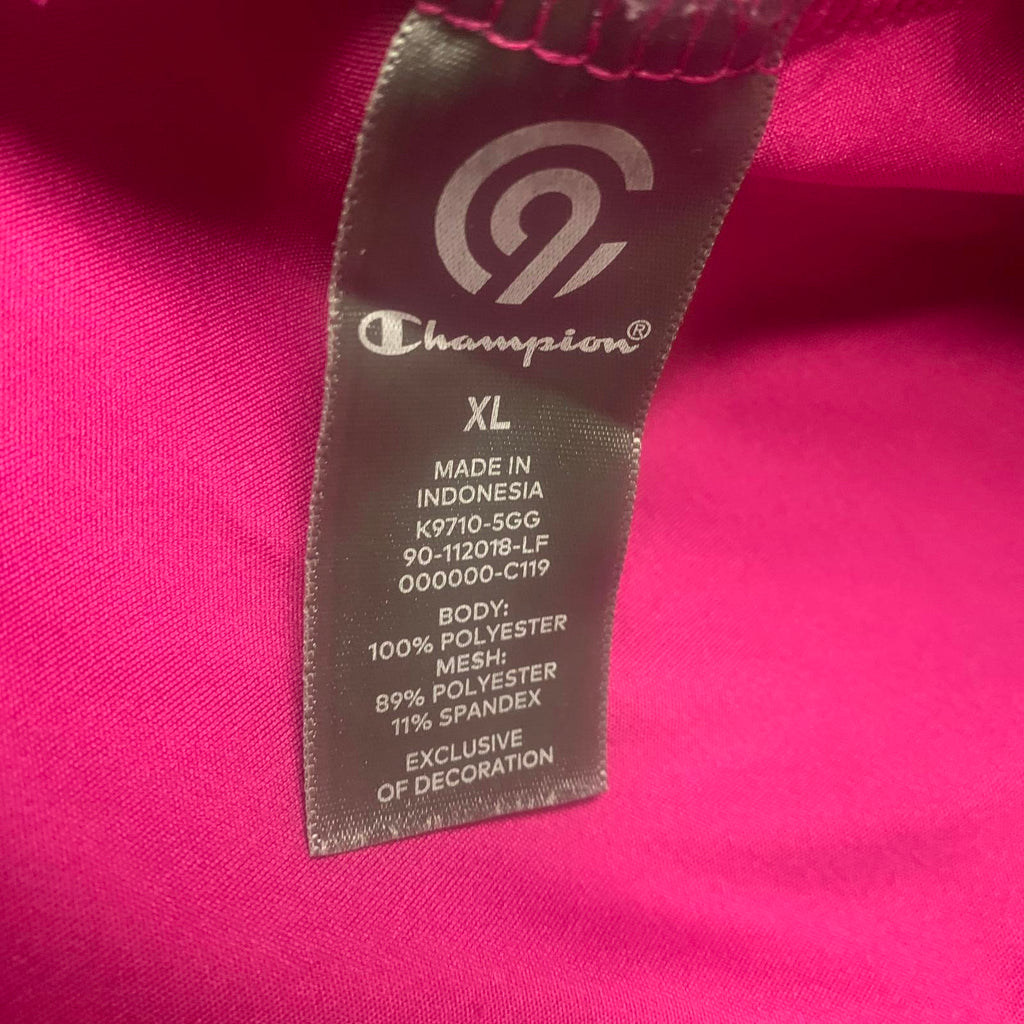 C9
Champion®
XL
MADE IN
INDONESIA
K9710-5GG
90-112018-LF
000000-C119
BODY:
100% POLYESTER
MESH:
89% POLYESTER
11% SPANDEX
EXCLUSIVE
OF DECORATION